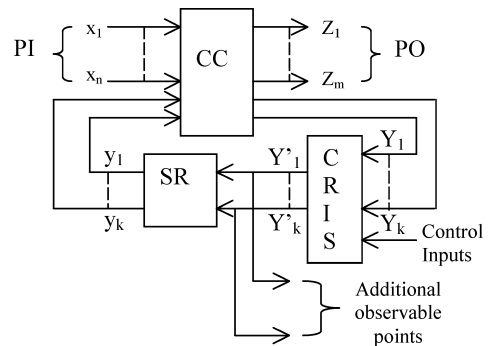 PI
x1
xn
CC
Z1
Zm
PO
y1
yk
SR
Y'1
Y'k
C
R
I
S
Y1
Yk
Control
Inputs
Additional
observable
points